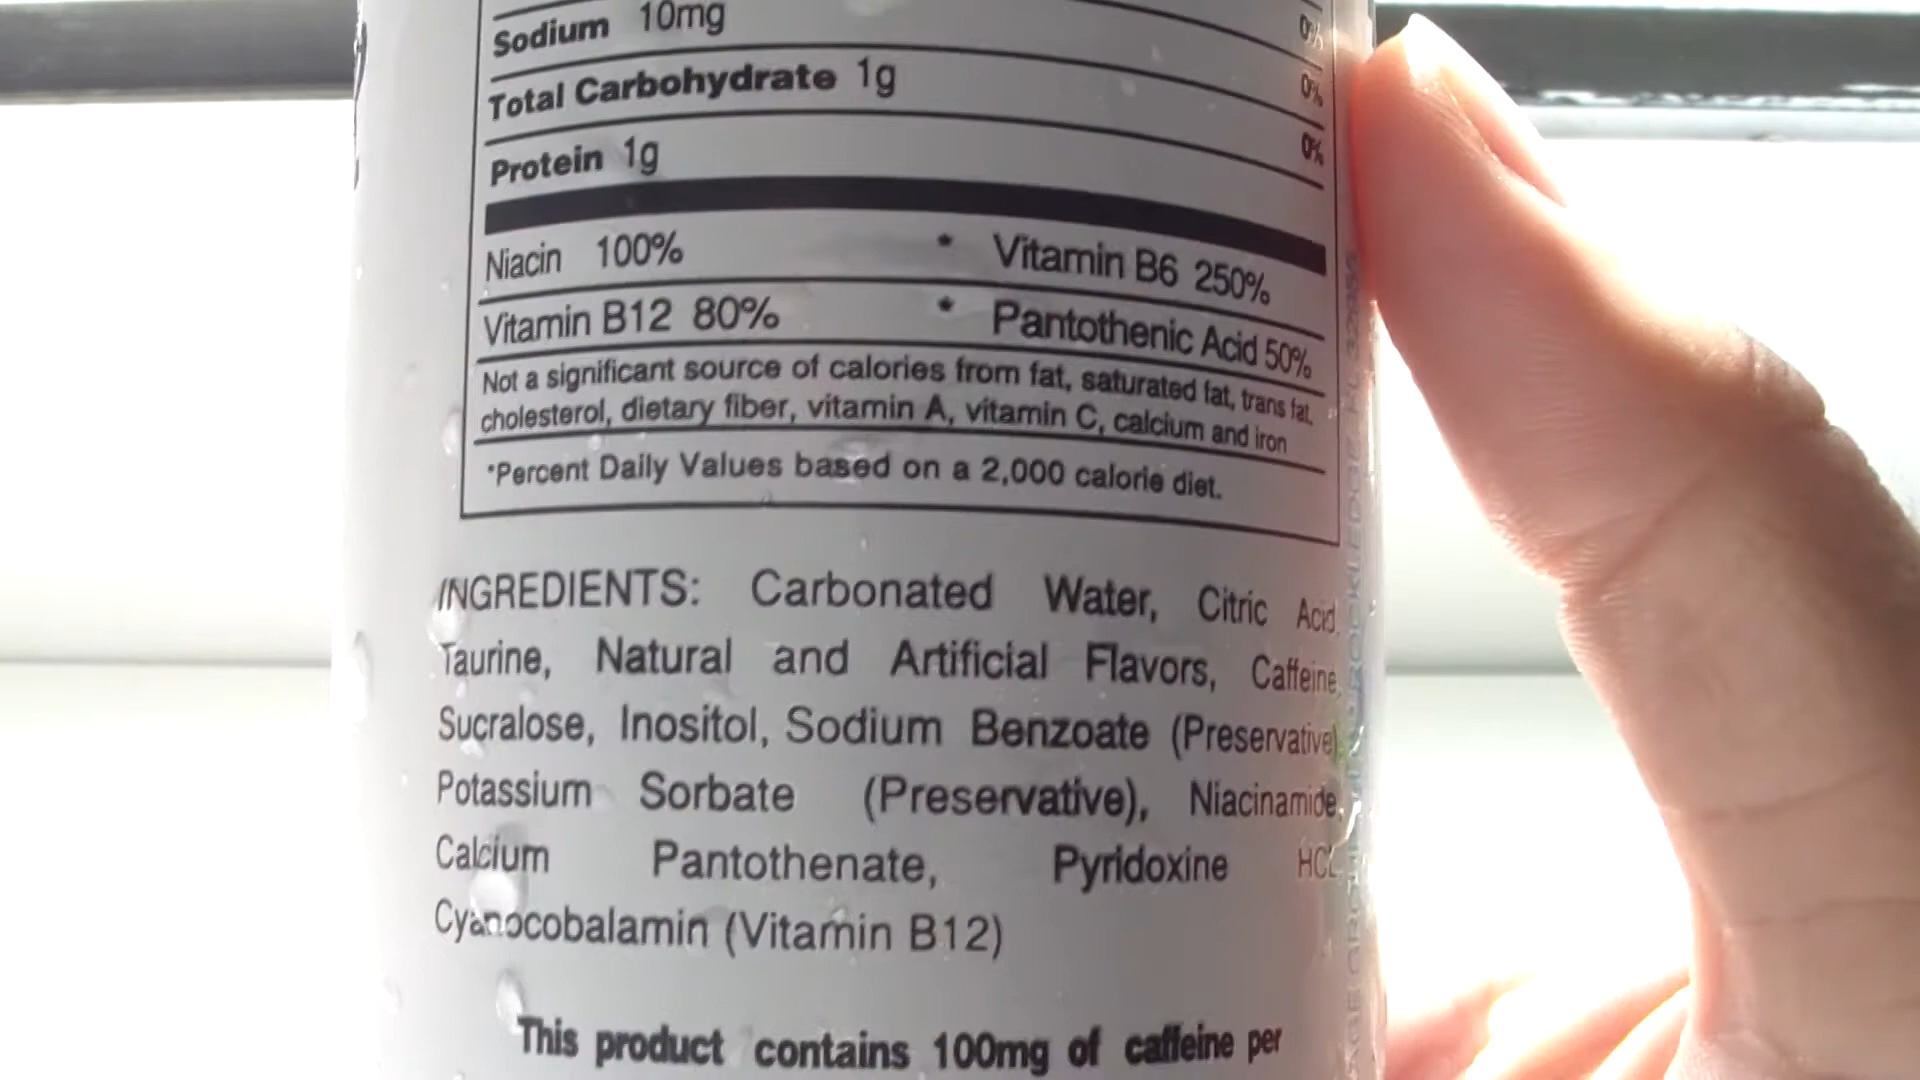 Sodium 10mg 0%
Total Carbohydrate 1g 0%
Protein 1g 0%
Niacin 100% * Vitamin B6 250%
Vitamin B12 80% * Pantothenic Acid 50%
Not a significant source of calories from fat, saturated fat, trans fat,
cholesterol, dietary fiber, vitamin A, vitamin C, calcium and iron
*Percent Daily Values based on a 2,000 calorie diet.
INGREDIENTS: Carbonated Water, Citric Acid,
Taurine, Natural and Artificial Flavors, Caffeine,
Sucralose, Inositol, Sodium Benzoate (Preservative)
Potassium Sorbate (Preservative), Niacinamide,
Calcium Pantothenate, Pyridoxine HCL
Cyanocobalamin (Vitamin B12)
This product contains 100mg of caffeine per